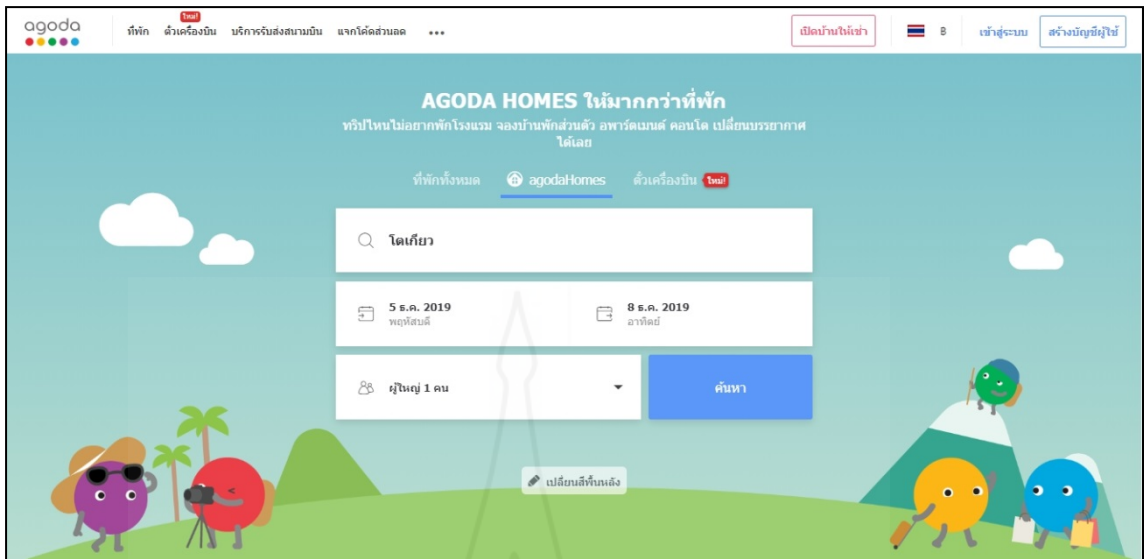 agoda
ที่พัก
ใหม่!
ตั๋วเครื่องบิน
บริการรับส่งสนามบิน
แจกโค้ดส่วนลด
•••
เปิดบ้านให้เช่า
฿
เข้าสู่ระบบ
สร้างบัญชีผู้ใช้
AGODA HOMES ให้มากกว่าที่พัก
ทริปไหนไม่อยากพักโรงแรม จองบ้านพักส่วนตัว อพาร์ตเมนต์ คอนโด เปลี่ยนบรรยากาศ
ได้เลย
ที่พักทั้งหมด
agodaHomes
ตั๋วเครื่องบิน ใหม่!
โตเกียว
5 ธ.ค. 2019
พฤหัสบดี
8 ธ.ค. 2019
อาทิตย์
ผู้ใหญ่ 1 คน
ค้นหา
เปลี่ยนสีพื้นหลัง